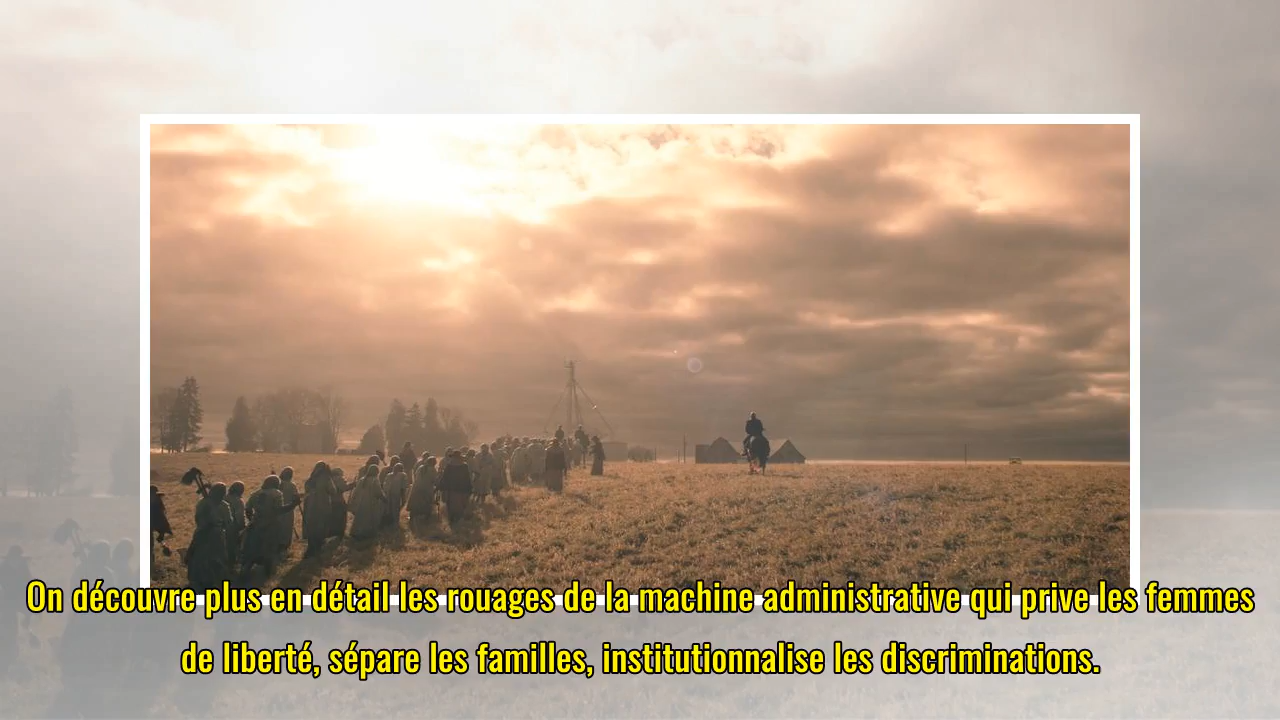 On découvre plus en détail les rouages de la machine administrative qui prive les femmes
de liberté, sépare les familles, institutionnalise les discriminations.